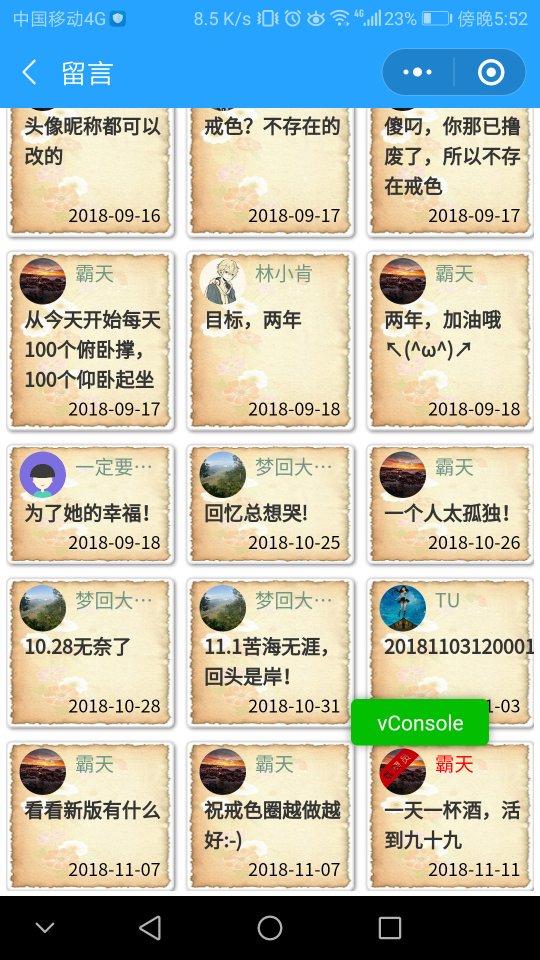 中国移动4G 8.5 K/s 4G 23% 傍晚5:52
留言
头像昵称都可以
改的
2018-09-16
戒色？不存在的
2018-09-17
傻叼，你那已撸
废了，所以不存
在戒色
2018-09-17
霸天
从今天开始每天
100个俯卧撑，
100个仰卧起坐
2018-09-17
林小肯
目标，两年
2018-09-18
霸天
两年，加油哦
↖(^ω^)↗
2018-09-18
一定要…
为了她的幸福！
2018-09-18
梦回大…
回忆总想哭!
2018-10-25
霸天
一个人太孤独！
2018-10-26
梦回大…
10.28无奈了
2018-10-28
梦回大…
11.1苦海无涯，
回头是岸！
2018-10-31
TU
20181103120001
1-03
vConsole
霸天
看看新版有什么
2018-11-07
霸天
祝戒色圈越做越
好:-)
2018-11-07
霸天
一天一杯酒，活
到九十九
2018-11-11